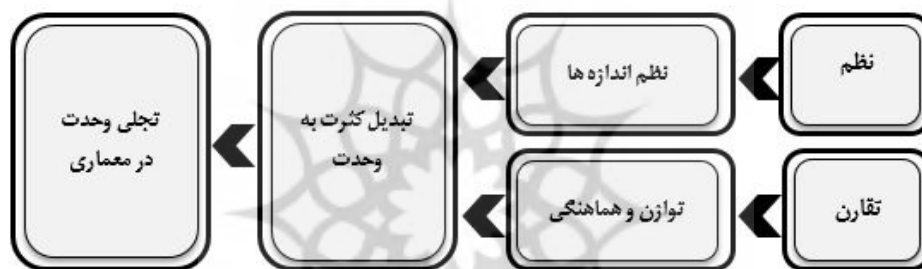 نظم
نظم اندازه ها
تبدیل کثرت به
وحدت
تجلی وحدت
در معماری
تقارن
توازن و هماهنگی